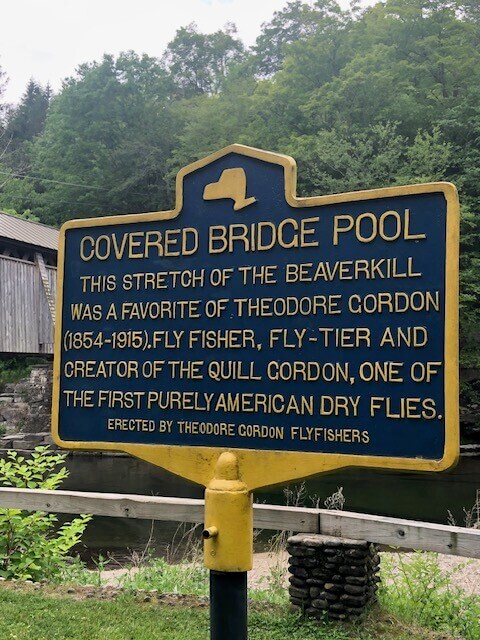 COVERED BRIDGE POOL
THIS STRETCH OF THE BEAVERKILL
WAS A FAVORITE OF THEODORE GORDON
(1854-1915). FLY FISHER, FLY-TIER AND
CREATOR OF THE QUILL GORDON, ONE OF
THE FIRST PURELY AMERICAN DRY FLIES.
ERECTED BY THEODORE GORDON FLYFISHERS